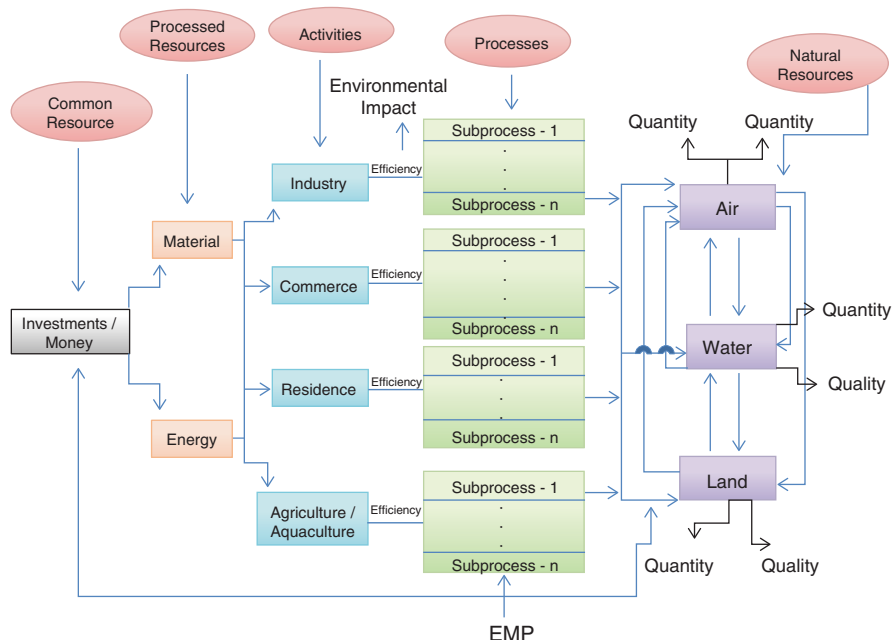 Processed
Resources
Activities
Processes
Natural
Resources
Common
Resource
Environmental
Impact
Quantity
Quantity
Subprocess - 1
.
.
.
Subprocess - n
Efficiency
Industry
Air
Material
Subprocess - 1
.
.
.
Subprocess - n
Efficiency
Commerce
Investments /
Money
Quantity
Water
Subprocess - 1
.
.
.
Subprocess - n
Efficiency
Residence
Quality
Energy
Land
Subprocess - 1
.
.
.
Subprocess - n
Efficiency
Agriculture /
Aquaculture
Quantity
Quality
EMP